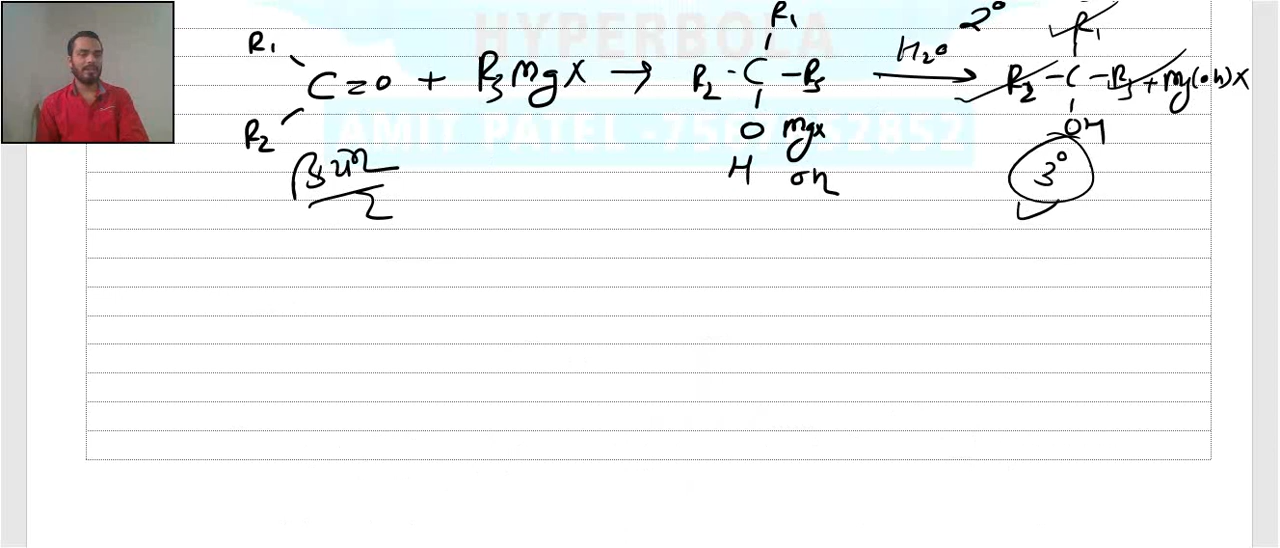 HYPERBOLA
AMIT PATEL
R₁ R₂ C=O + R₃MgX → R₂-C-R₃ R₁ O MgX H OH H₂O → R₂-C-R₃ R₁ OH + Mg(OH)X
2°
3°